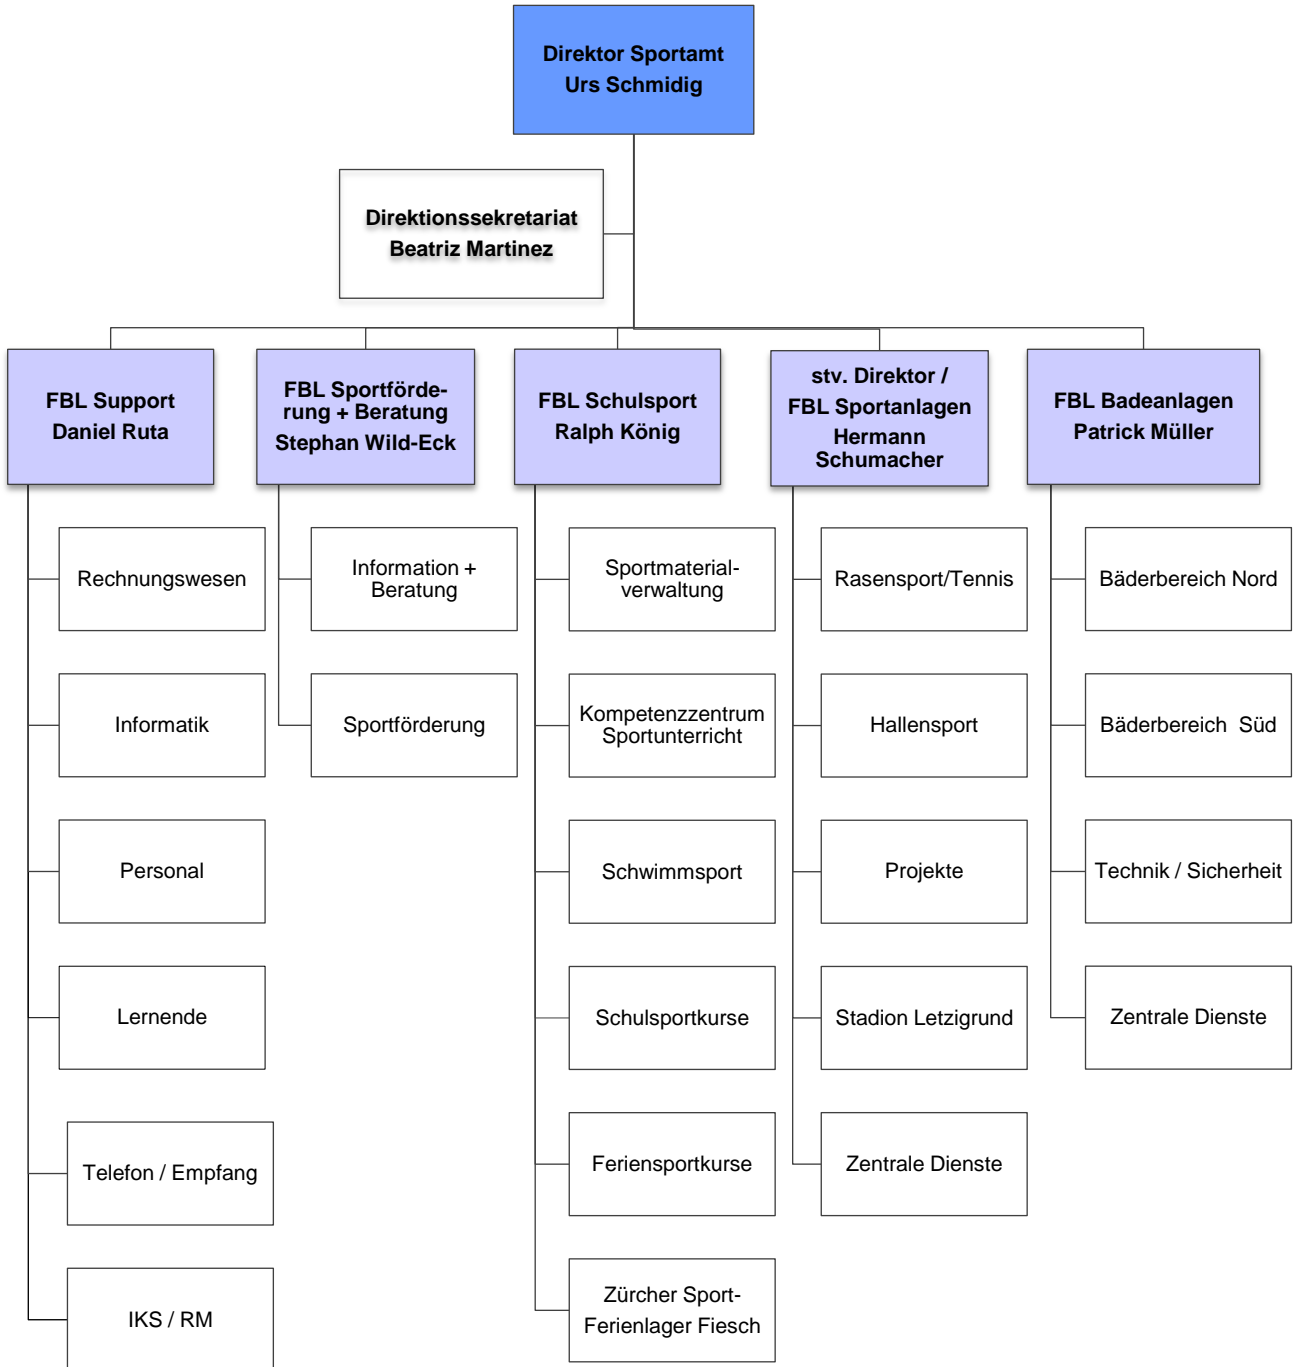 Direktor Sportamt
Urs Schmidig
Direktionssekretariat
Beatriz Martinez
FBL Support
Daniel Ruta
FBL Sportförde-
rung + Beratung
Stephan Wild-Eck
FBL Schulsport
Ralph König
stv. Direktor /
FBL Sportanlagen
Hermann
Schumacher
FBL Badeanlagen
Patrick Müller
Rechnungswesen
Informatik
Personal
Lernende
Telefon / Empfang
IKS / RM
Information +
Beratung
Sportförderung
Sportmaterial-
verwaltung
Kompetenzzentrum
Sportunterricht
Schwimmsport
Schulsportkurse
Feriensportkurse
Zürcher Sport-
Ferienlager Fiesch
Rasensport/Tennis
Hallensport
Projekte
Stadion Letzigrund
Zentrale Dienste
Bäderbereich Nord
Bäderbereich  Süd
Technik / Sicherheit
Zentrale Dienste